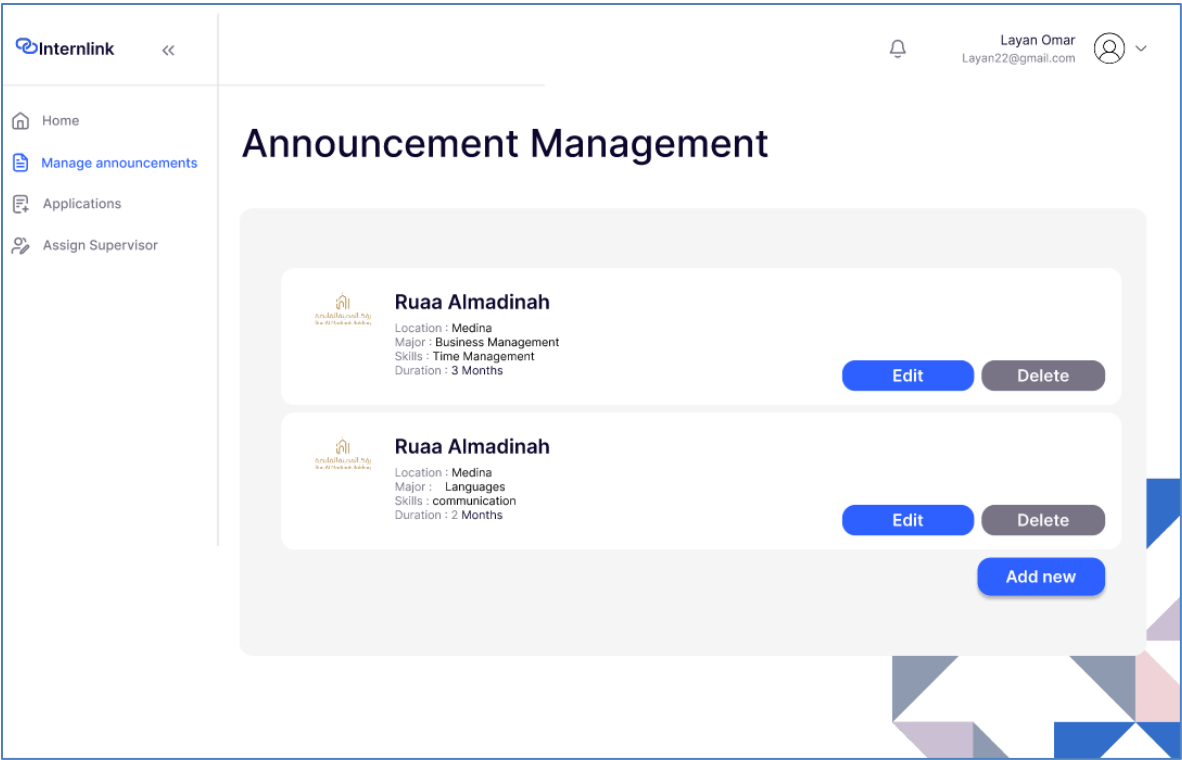 Internlink
Layan Omar
Layan22@gmail.com
Home
Manage announcements
Applications
Assign Supervisor
Announcement Management
Ruaa Almadinah
Location : Medina
Major : Business Management
Skills : Time Management
Duration : 3 Months
Edit
Delete
Ruaa Almadinah
Location : Medina
Major : Languages
Skills : communication
Duration : 2 Months
Edit
Delete
Add new